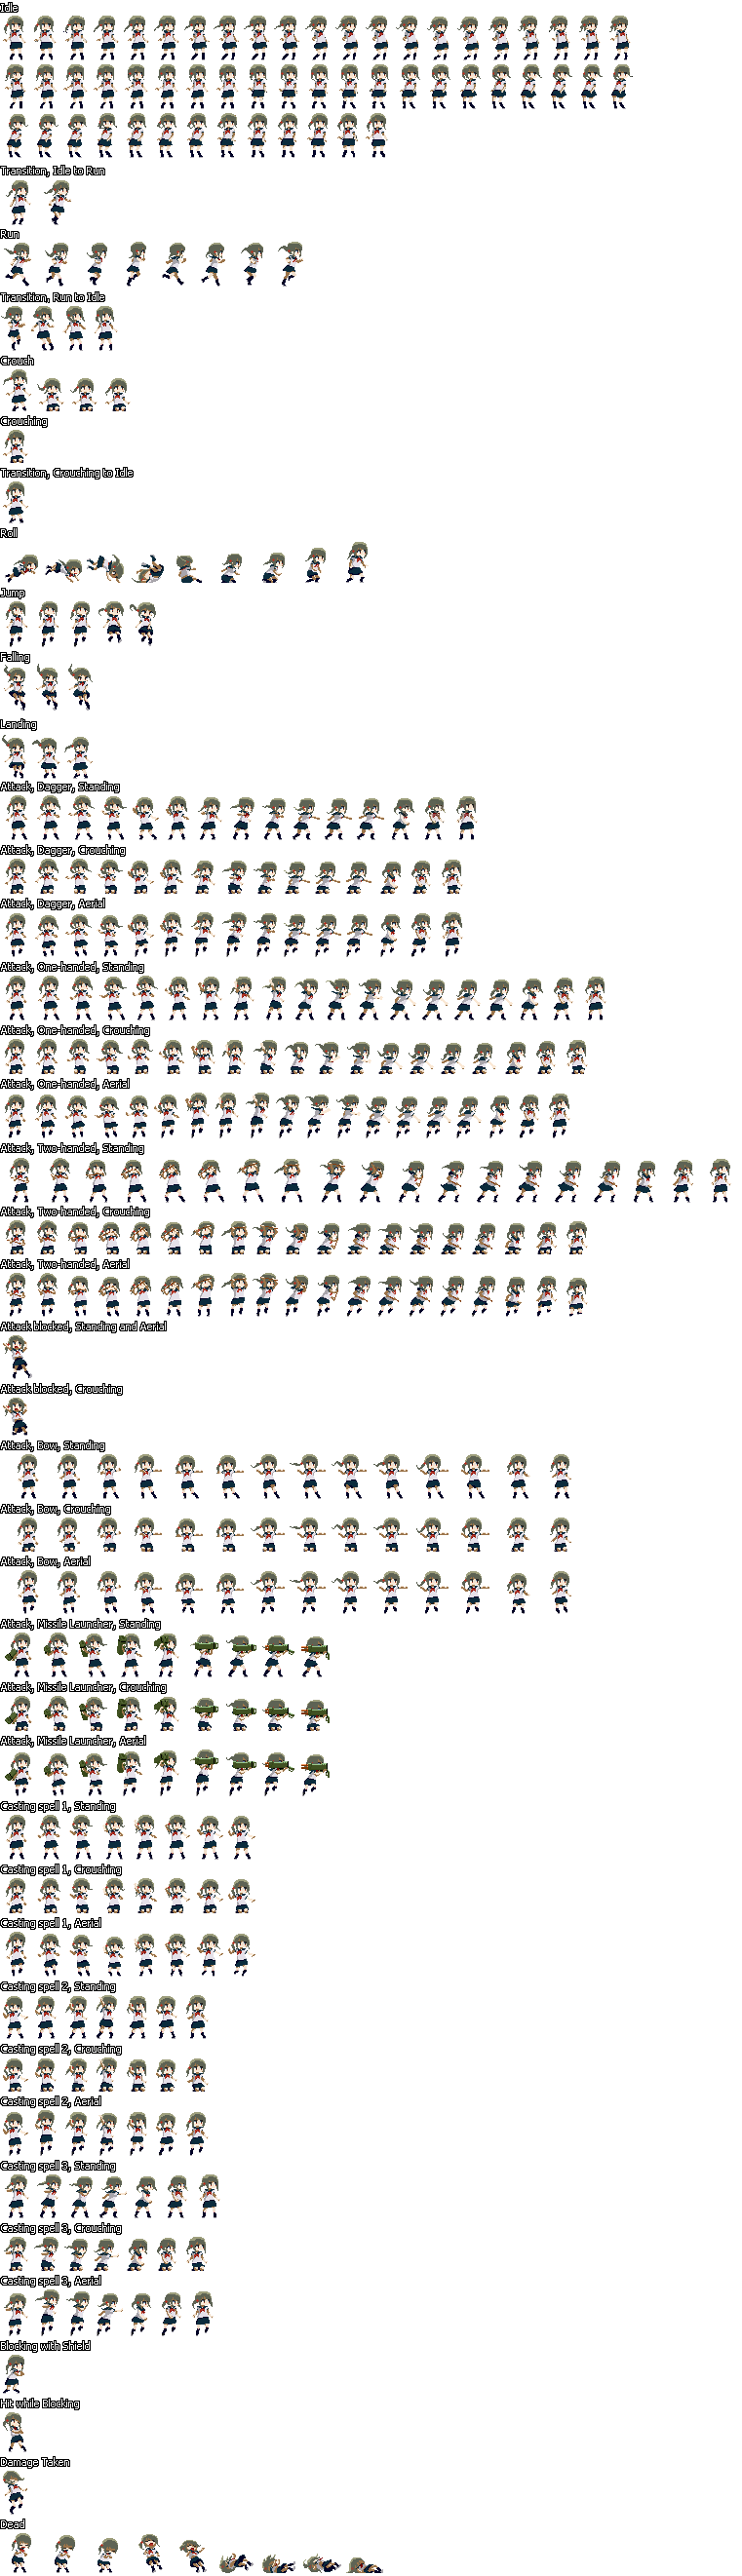 Idle
Transition, Idle to Run
Run
Transition, Run to Idle
Crouch
Crouching
Transition, Crouching to Idle
Roll
Jump
Falling
Landing
Attack, Dagger, Standing
Attack, Dagger, Crouching
Attack, Dagger, Aerial
Attack, One-handed, Standing
Attack, One-handed, Crouching
Attack, One-handed, Aerial
Attack, Two-handed, Standing
Attack, Two-handed, Crouching
Attack, Two-handed, Aerial
Attack blocked, Standing and Aerial
Attack blocked, Crouching
Attack, Bow, Standing
Attack, Bow, Crouching
Attack, Bow, Aerial
Attack, Missile Launcher, Standing
Attack, Missile Launcher, Crouching
Attack, Missile Launcher, Aerial
Casting spell 1, Standing
Casting spell 1, Crouching
Casting spell 1, Aerial
Casting spell 2, Standing
Casting spell 2, Crouching
Casting spell 2, Aerial
Casting spell 3, Standing
Casting spell 3, Crouching
Casting spell 3, Aerial
Blocking with Shield
Hit while Blocking
Damage Taken
Dead